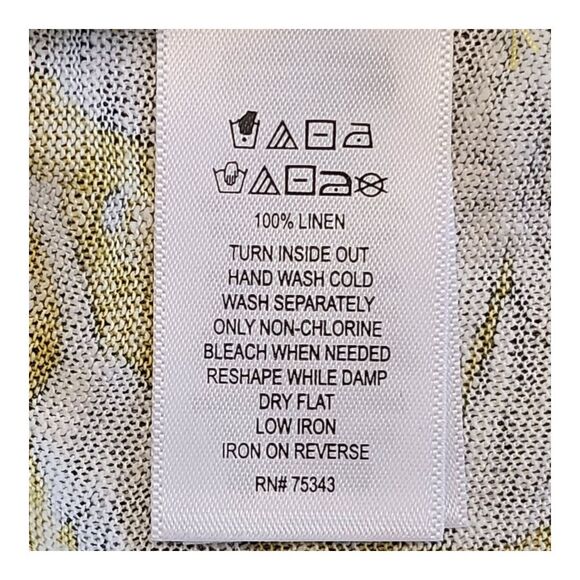 100% LINEN
TURN INSIDE OUT
HAND WASH COLD
WASH SEPARATELY
ONLY NON-CHLORINE
BLEACH WHEN NEEDED
RESHAPE WHILE DAMP
DRY FLAT
LOW IRON
IRON ON REVERSE
RN# 75343